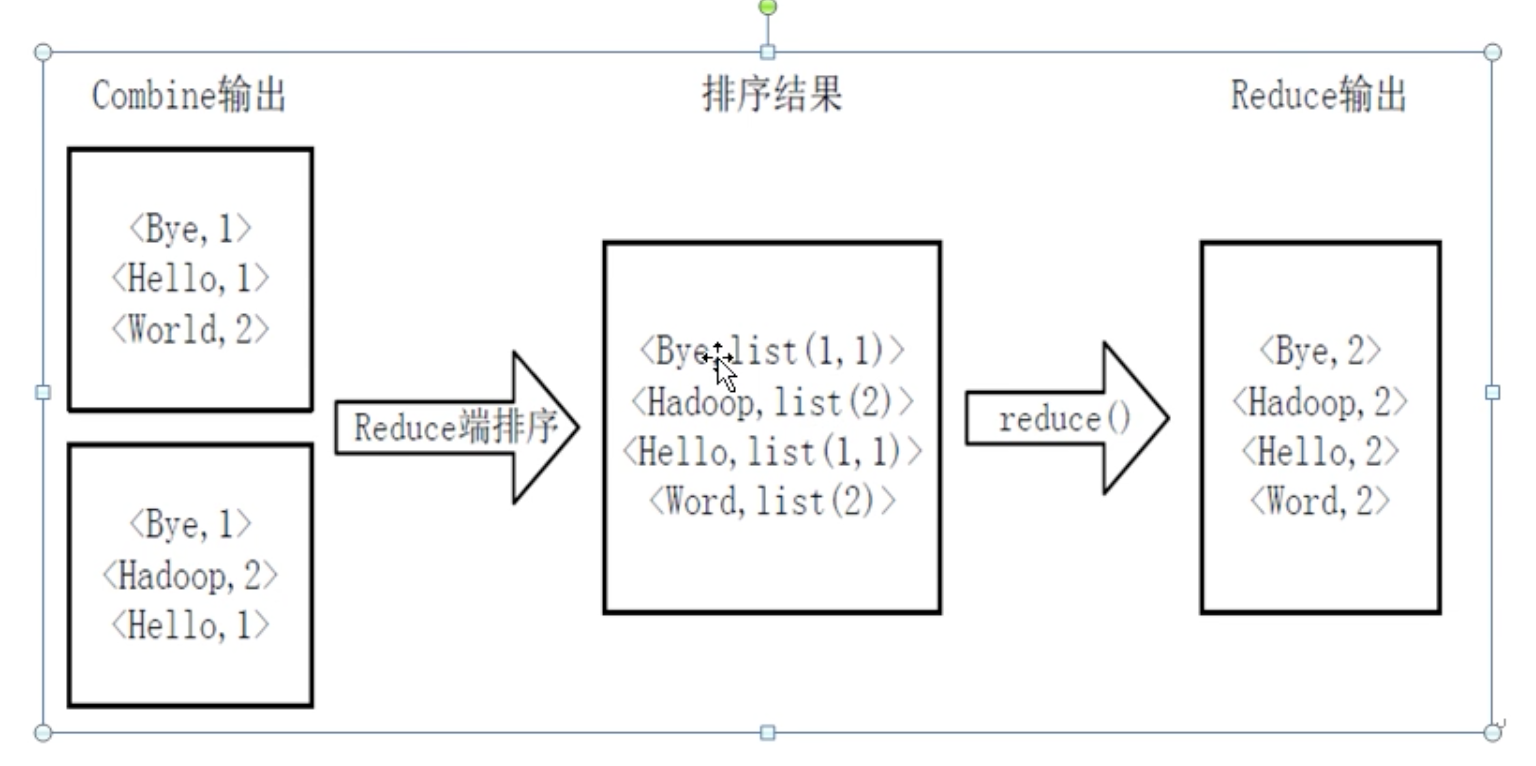 Combine输出
<Bye,1>
<Hello,1>
<World,2>
<Bye,1>
<Hadoop,2>
<Hello,1>
Reduce端排序
排序结果
<Bye,list(1,1)>
<Hadoop,list(2)>
<Hello,list(1,1)>
<Word,list(2)>
reduce()
Reduce输出
<Bye,2>
<Hadoop,2>
<Hello,2>
<Word,2>